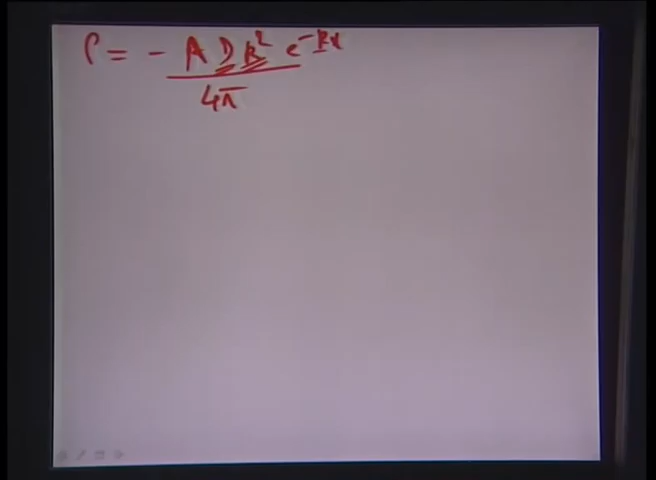 ρ = - A D k² e^-kx / 4π